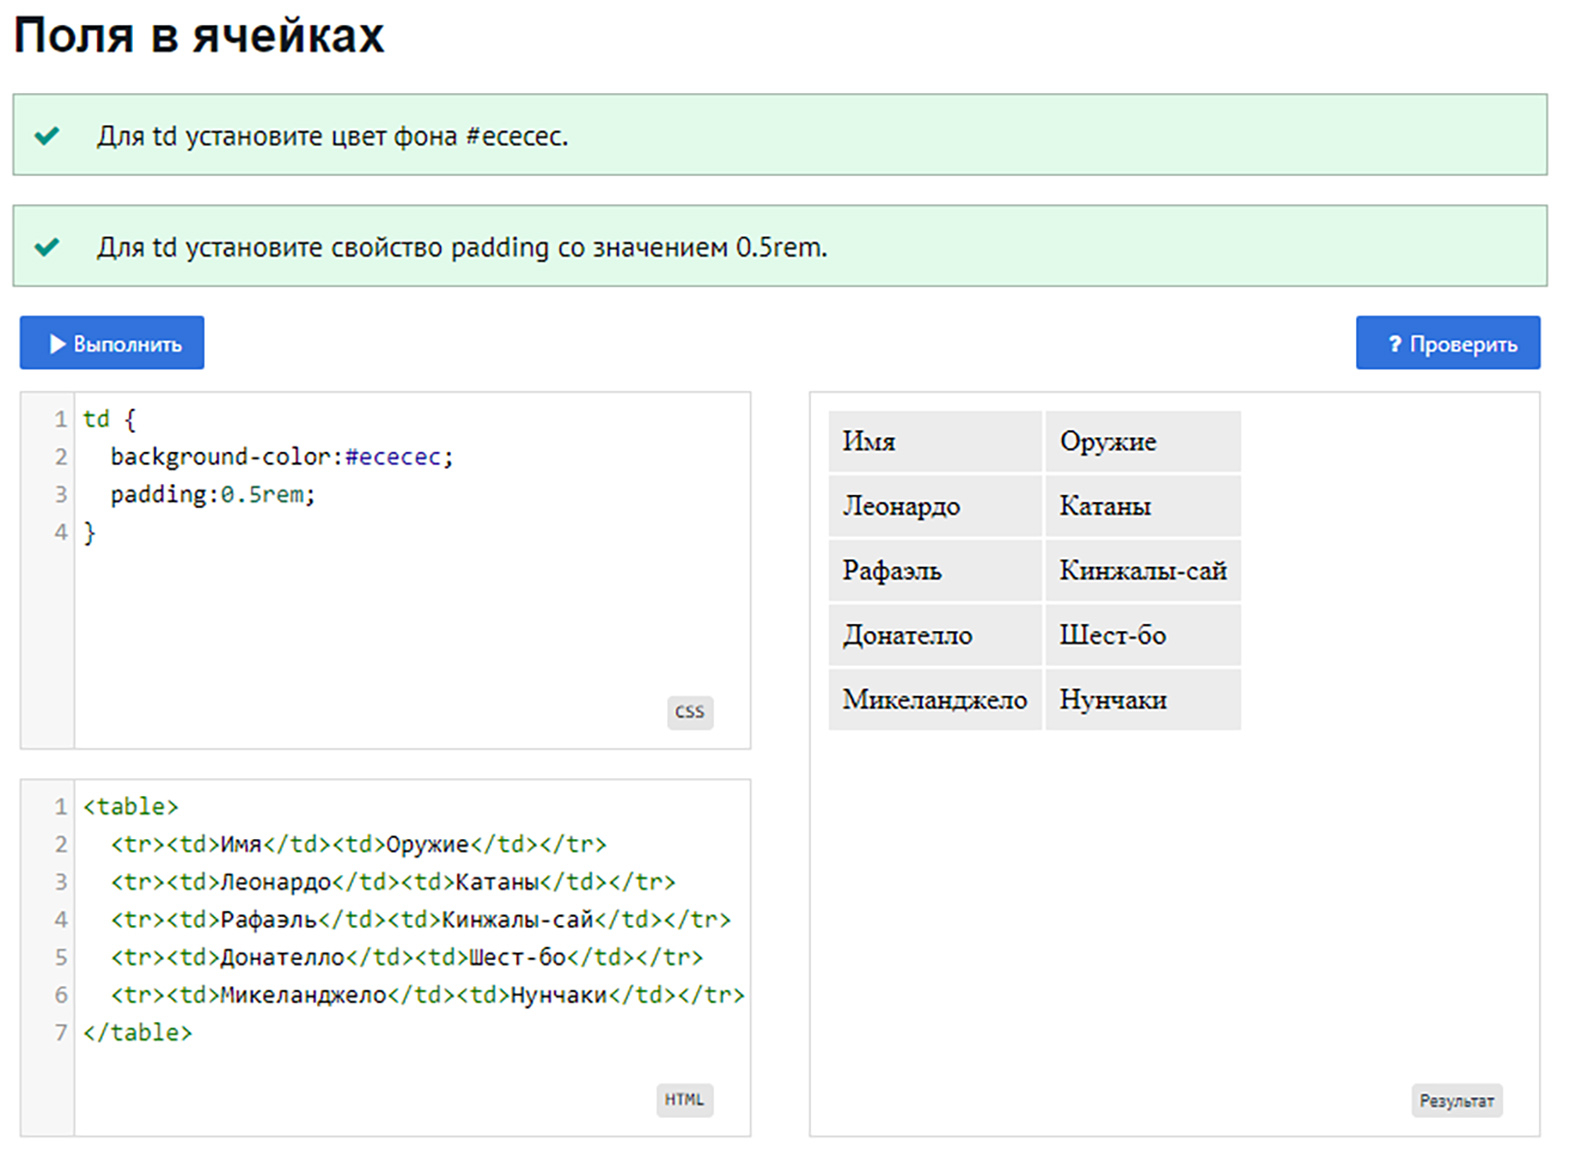 Поля в ячейках
Для td установите цвет фона #ececec.
Для td установите свойство padding со значением 0.5rem.
Выполнить
? Проверить
1 td {
2 background-color:#ececec;
3 padding:0.5rem;
4 }
CSS
1 <table>
2 <tr><td>Имя</td><td>Оружие</td></tr>
3 <tr><td>Леонардо</td><td>Катаны</td></tr>
4 <tr><td>Рафаэль</td><td>Кинжалы-сай</td></tr>
5 <tr><td>Донателло</td><td>Шест-бо</td></tr>
6 <tr><td>Микеланджело</td><td>Нунчаки</td></tr>
7 </table>
HTML
Имя Оружие
Леонардо Катаны
Рафаэль Кинжалы-сай
Донателло Шест-бо
Микеланджело Нунчаки
Результат